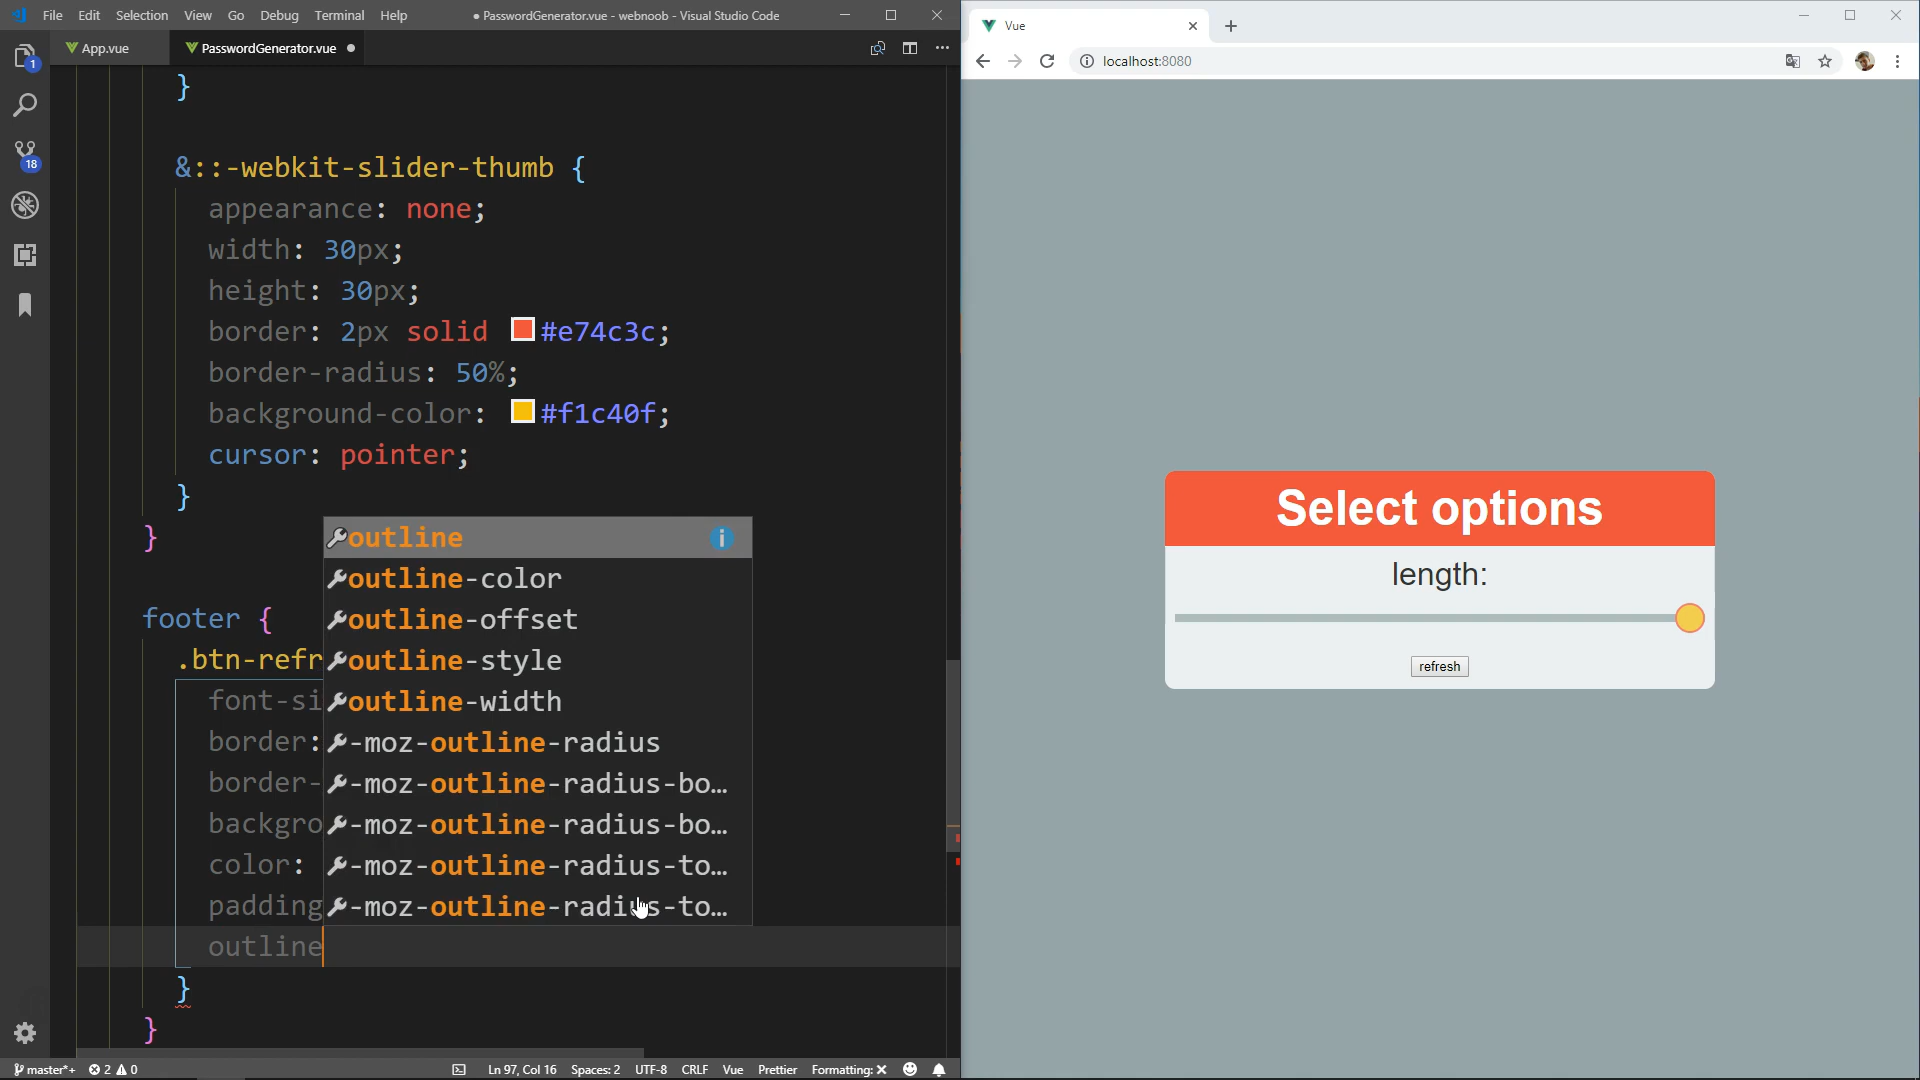 File Edit Selection View Go Debug Terminal Help
● PasswordGenerator.vue - webnoob - Visual Studio Code
App.vue
PasswordGenerator.vue
1
18
}
&::-webkit-slider-thumb {
appearance: none;
width: 30px;
height: 30px;
border: 2px solid #e74c3c;
border-radius: 50%;
background-color: #f1c40f;
cursor: pointer;
}
}
footer {
.btn-refr
font-si
border:
border-
backgro
color:
padding
outline
}
}
outline
outline-color
outline-offset
outline-style
outline-width
-moz-outline-radius
-moz-outline-radius-bo…
-moz-outline-radius-bo…
-moz-outline-radius-to…
-moz-outline-radius-to…
master*+ 2 0 Ln 97, Col 16 Spaces: 2 UTF-8 CRLF Vue Prettier Formatting: ✕
Vue
localhost:8080
Select options
length:
refresh